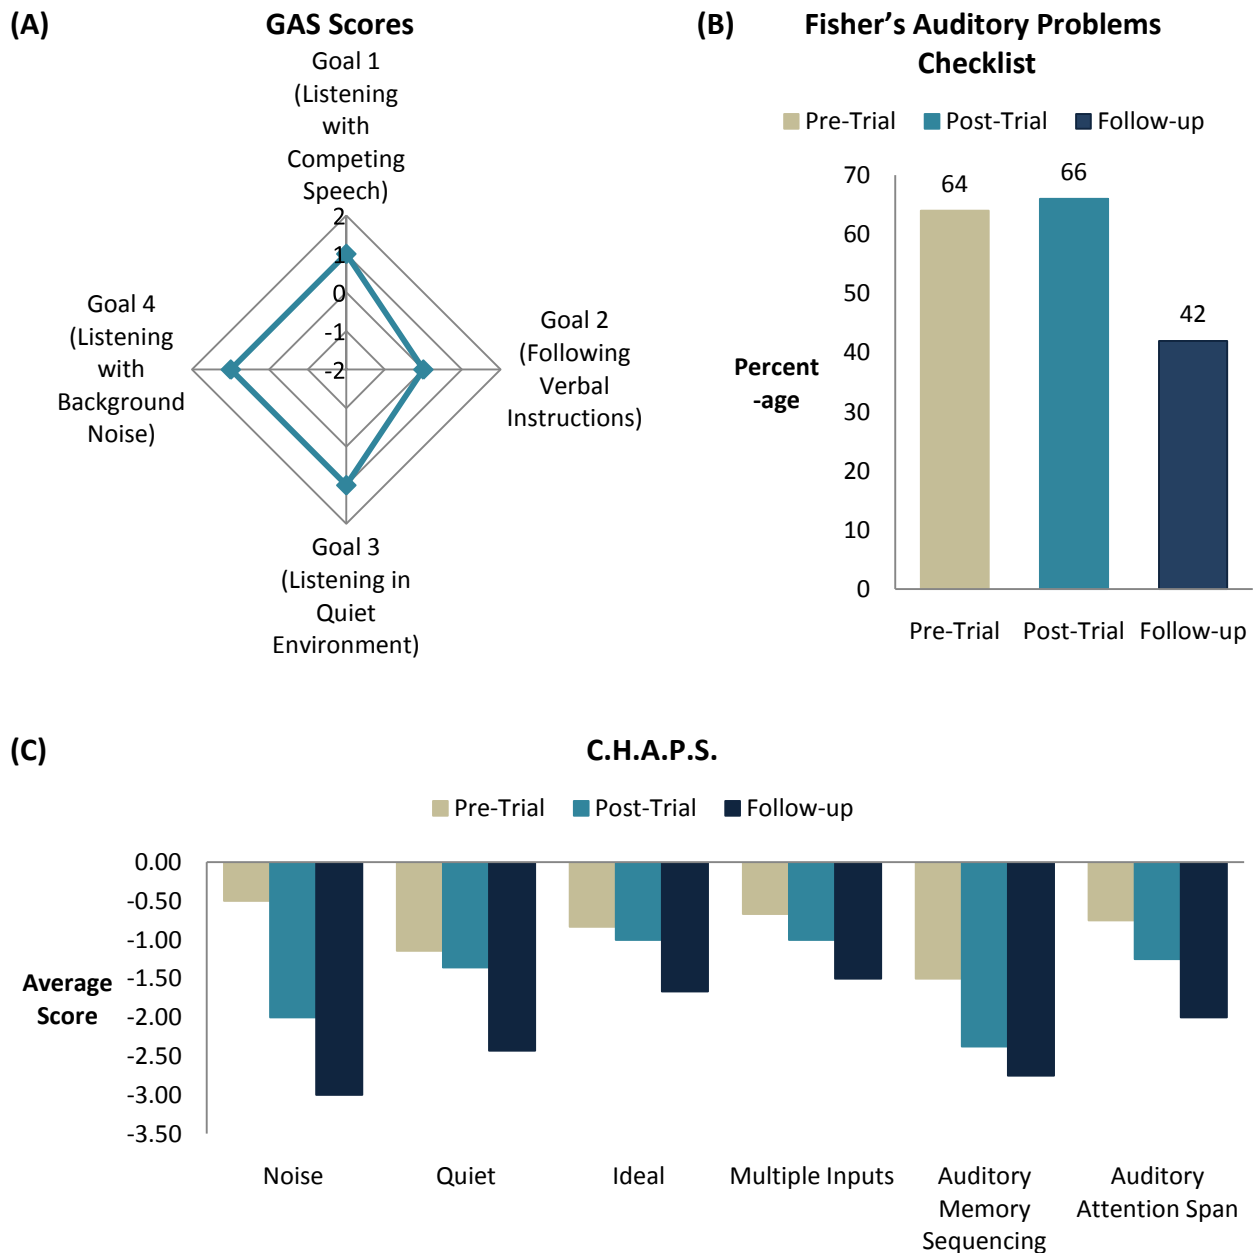 (A)
GAS Scores
Goal 1
(Listening
with
Competing
Speech)
2
1
0
-1
-2
Goal 4
(Listening
with
Background
Noise)
Goal 2
(Following
Verbal
Instructions)
Goal 3
(Listening in
Quiet
Environment)
(B)
Fisher’s Auditory Problems
Checklist
Pre-Trial Post-Trial Follow-up
70
60
50
40
30
20
10
0
Percent
-age
64
66
42
Pre-Trial Post-Trial Follow-up
(C)
C.H.A.P.S.
Pre-Trial Post-Trial Follow-up
0.00
-0.50
-1.00
-1.50
-2.00
-2.50
-3.00
-3.50
Average
Score
Noise
Quiet
Ideal
Multiple Inputs
Auditory
Memory
Sequencing
Auditory
Attention Span